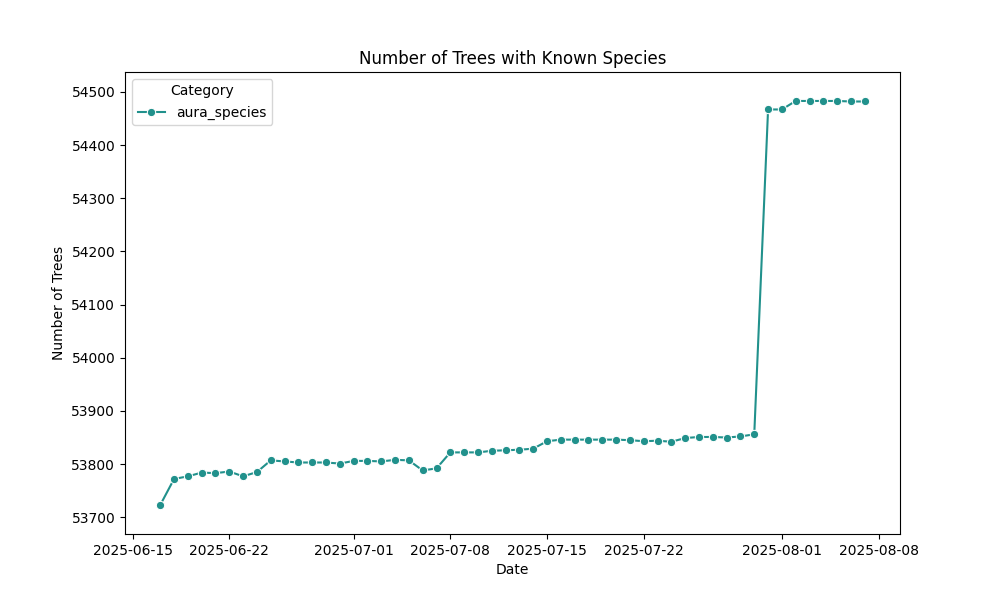 Number of Trees with Known Species
Category
aura_species
54500
54400
54300
54200
54100
54000
53900
53800
53700
Number of Trees
2025-06-15 2025-06-22 2025-07-01 2025-07-08 2025-07-15 2025-07-22 2025-08-01 2025-08-08
Date